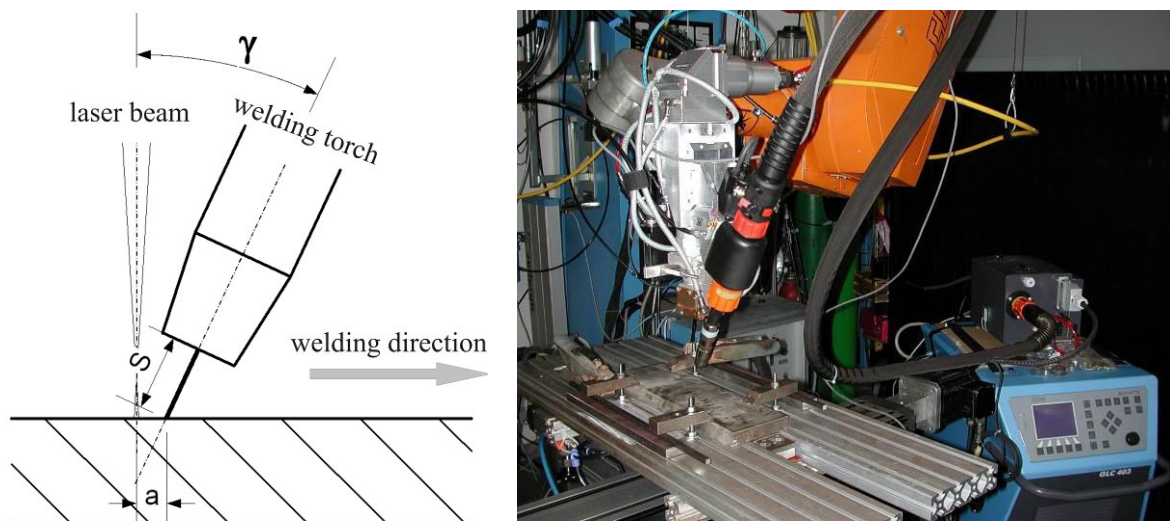 γ
laser beam
welding torch
S
welding direction
a
GLC 403